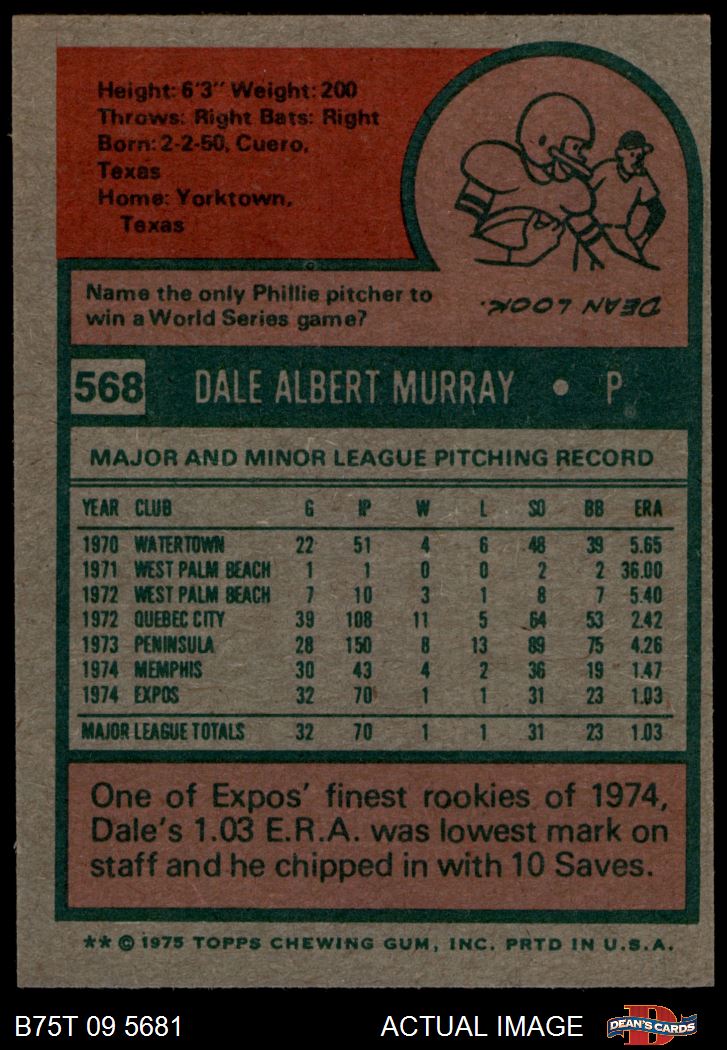 Height: 6'3" Weight: 200
Throws: Right Bats: Right
Born: 2-2-50, Cuero,
Texas
Home: Yorktown,
Texas
Name the only Phillie pitcher to
win a World Series game?
DEAN LOOK.
568 DALE ALBERT MURRAY • P
MAJOR AND MINOR LEAGUE PITCHING RECORD
YEAR CLUB G IP W L SO BB ERA
1970 WATERTOWN 22 51 4 6 48 39 5.65
1971 WEST PALM BEACH 1 1 0 0 2 2 36.00
1972 WEST PALM BEACH 7 10 3 1 8 7 5.40
1972 QUEBEC CITY 39 108 11 5 64 53 2.42
1973 PENINSULA 28 150 8 13 89 75 4.26
1974 MEMPHIS 30 43 4 2 36 19 1.47
1974 EXPOS 32 70 1 1 31 23 1.03
MAJOR LEAGUE TOTALS 32 70 1 1 31 23 1.03
One of Expos' finest rookies of 1974,
Dale's 1.03 E.R.A. was lowest mark on
staff and he chipped in with 10 Saves.
** © 1975 TOPPS CHEWING GUM, INC. PRTD IN U.S.A.
B75T 09 5681 ACTUAL IMAGE DEAN'S CARDS